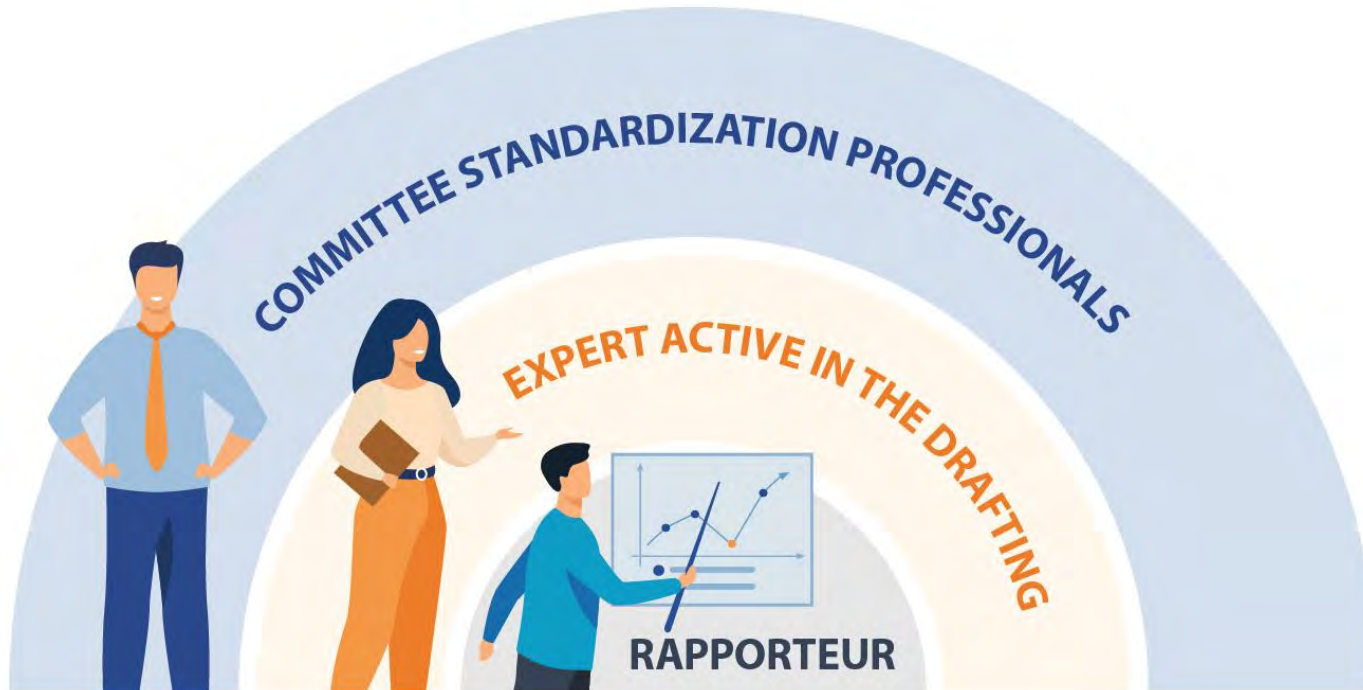 COMMITTEE STANDARDIZATION PROFESSIONALS
EXPERT ACTIVE IN THE DRAFTING
RAPPORTEUR